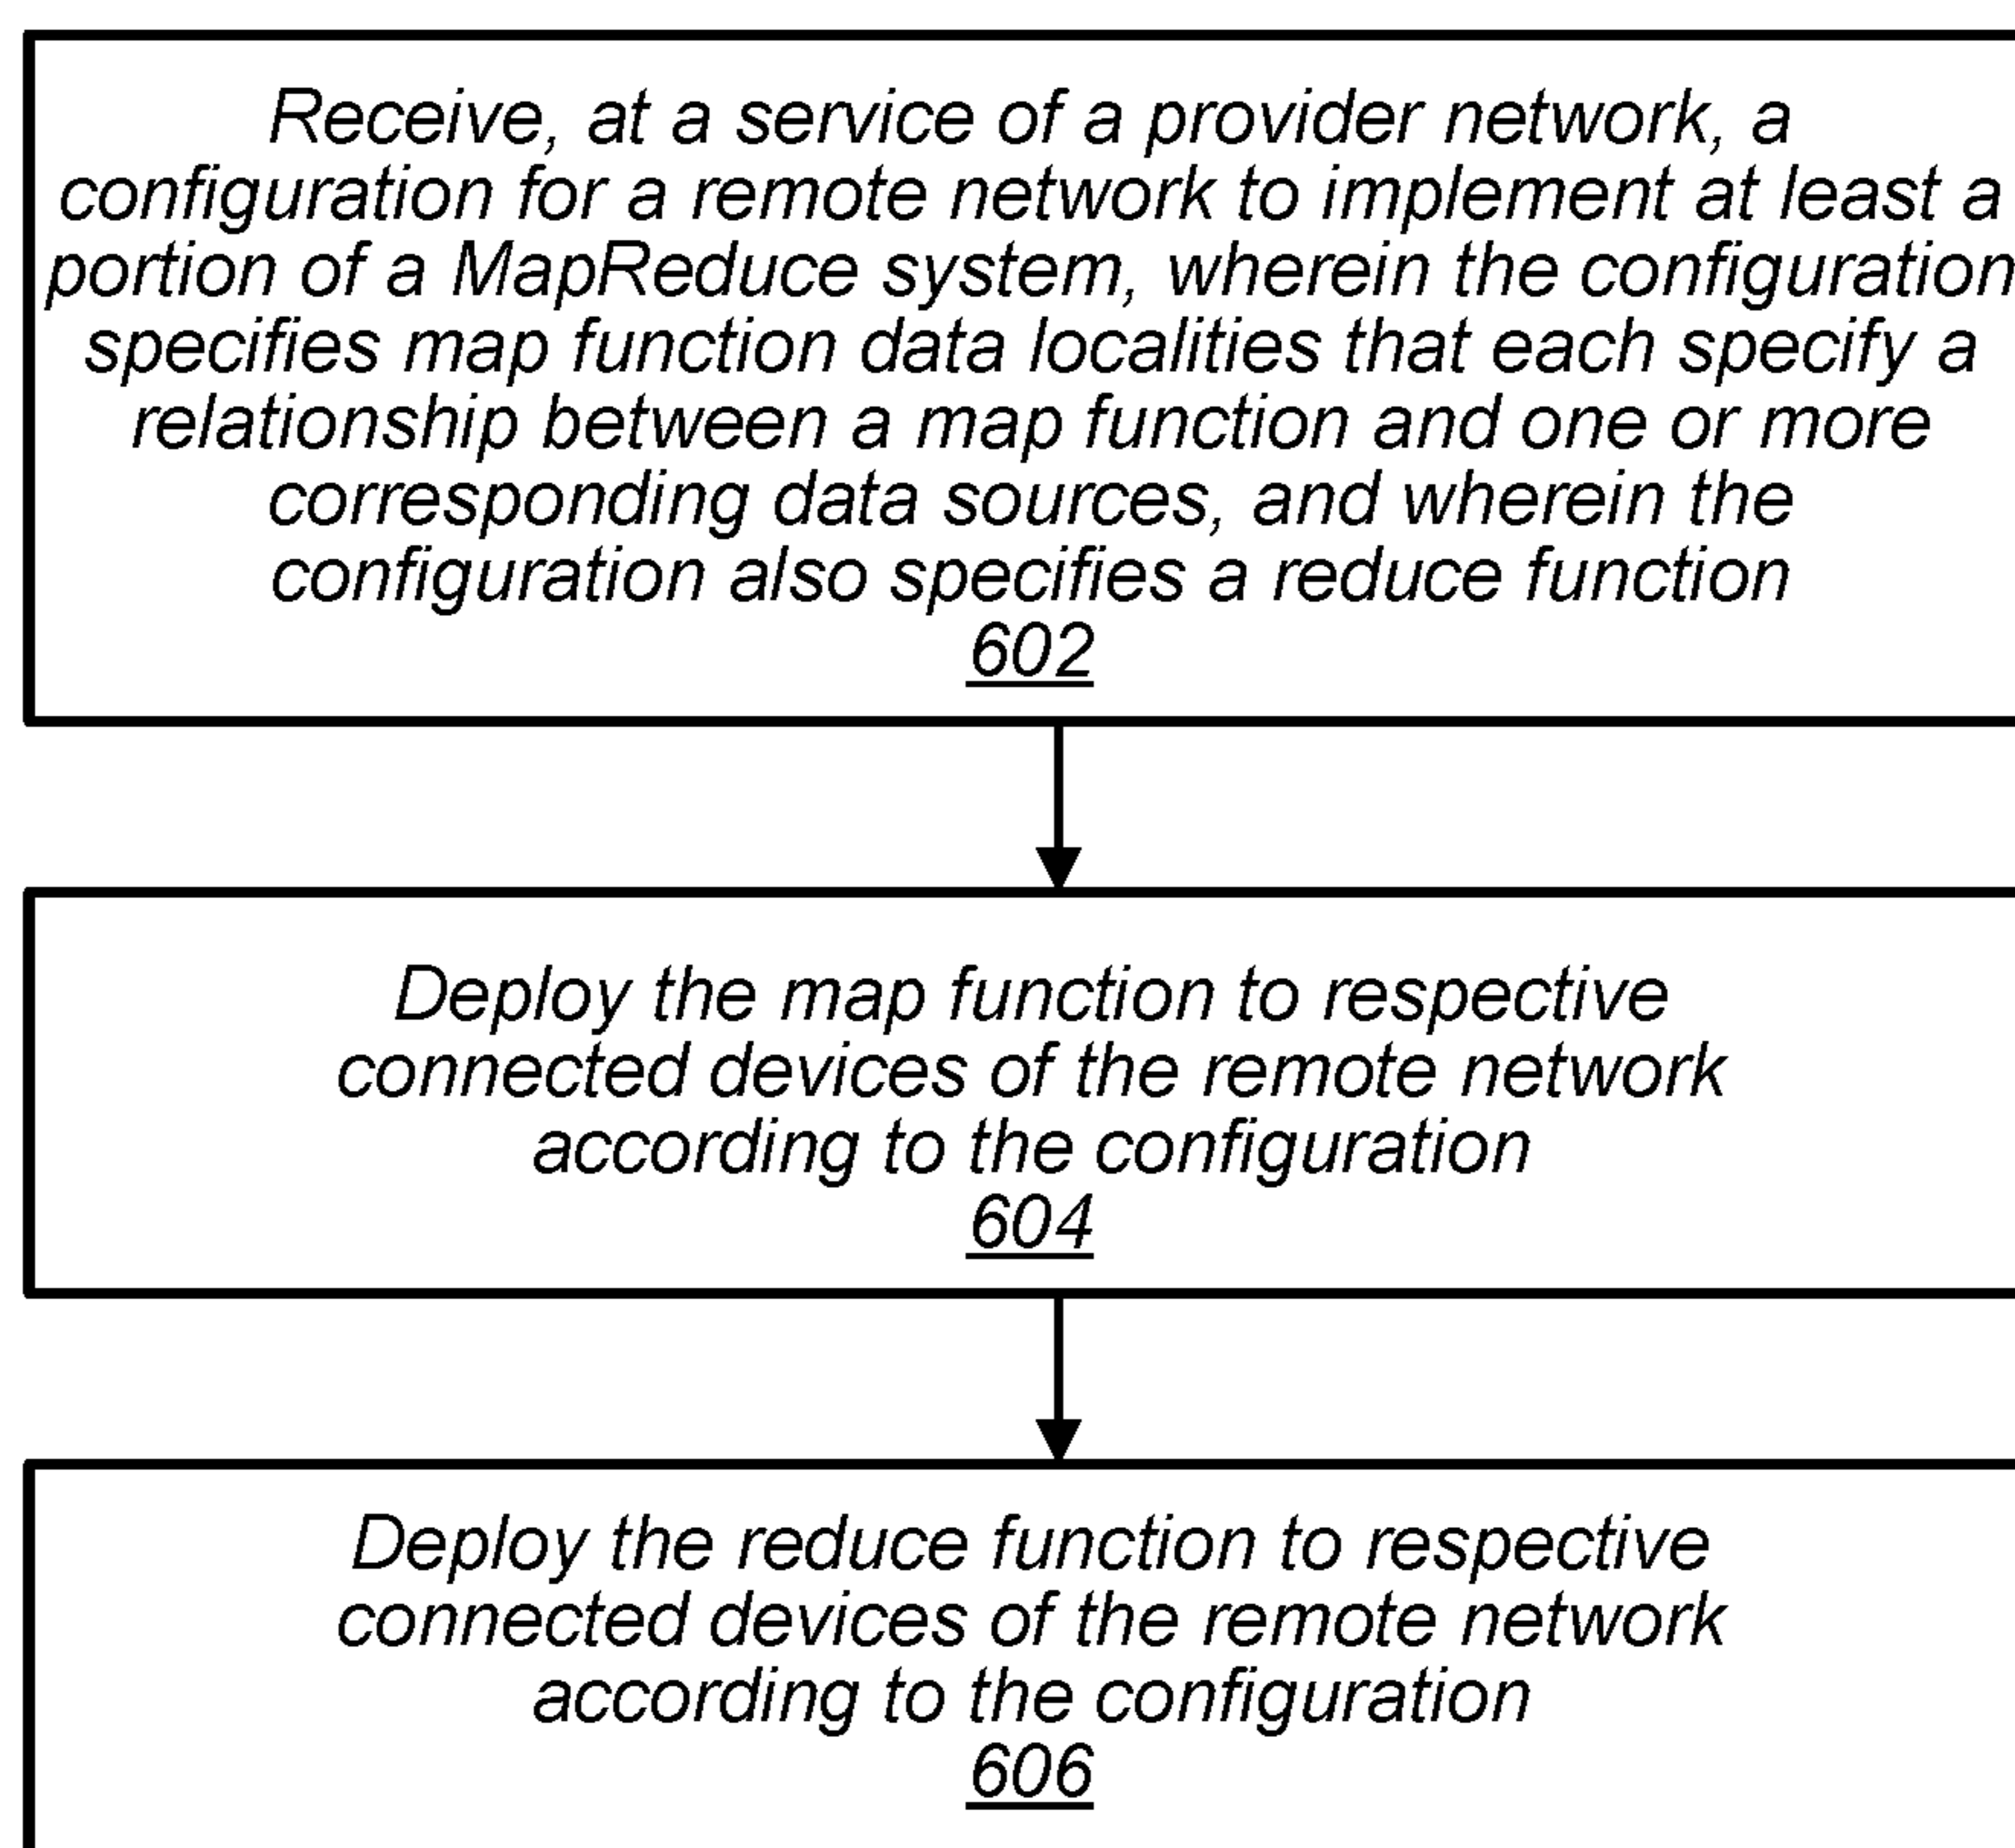 Receive, at a service of a provider network, a
configuration for a remote network to implement at least a
portion of a MapReduce system, wherein the configuration
specifies map function data localities that each specify a
relationship between a map function and one or more
corresponding data sources, and wherein the
configuration also specifies a reduce function
602
Deploy the map function to respective
connected devices of the remote network
according to the configuration
604
Deploy the reduce function to respective
connected devices of the remote network
according to the configuration
606